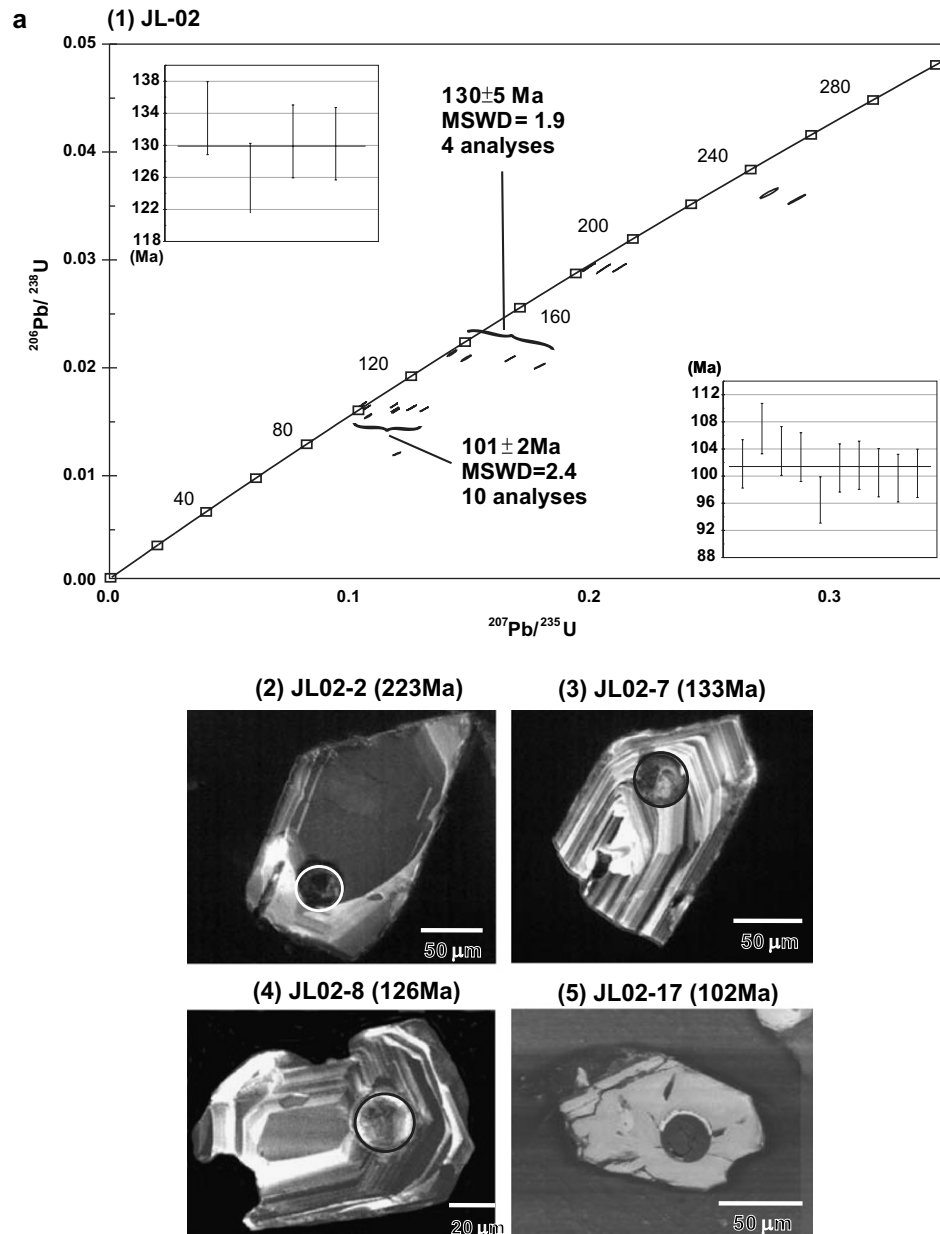 a
(1) JL-02
0.05
0.04
0.03
0.02
0.01
0.00
²⁰⁶Pb/ ²³⁸U
138
134
130
126
122
118
(Ma)
130±5 Ma
MSWD= 1.9
4 analyses
280
240
200
160
120
80
40
101±2Ma
MSWD=2.4
10 analyses
(Ma)
112
108
104
100
96
92
88
0.0 0.1 0.2 0.3
²⁰⁷Pb/²³⁵U
(2) JL02-2 (223Ma)
50 μm
(3) JL02-7 (133Ma)
50 μm
(4) JL02-8 (126Ma)
20 μm
(5) JL02-17 (102Ma)
50 μm